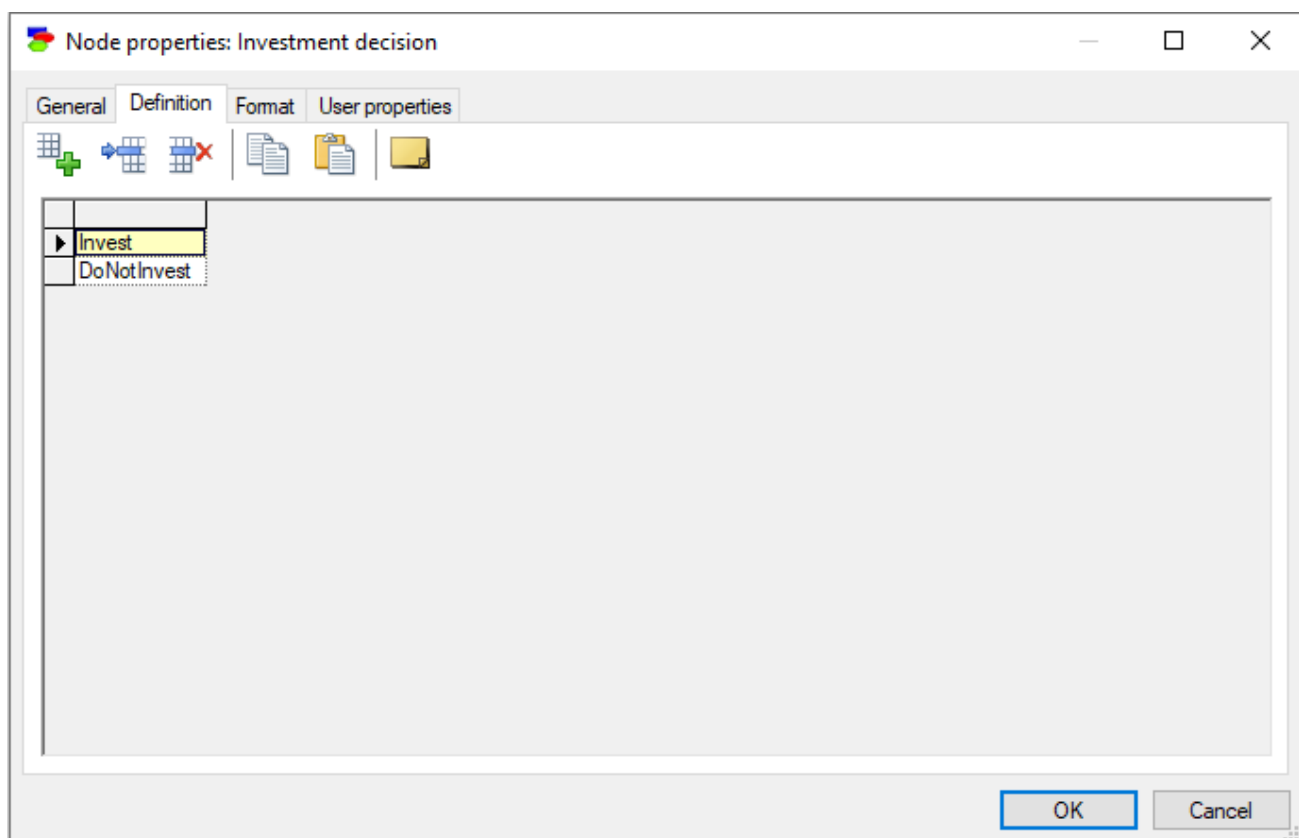 Node properties: Investment decision
General Definition Format User properties
Invest
DoNotInvest
OK Cancel